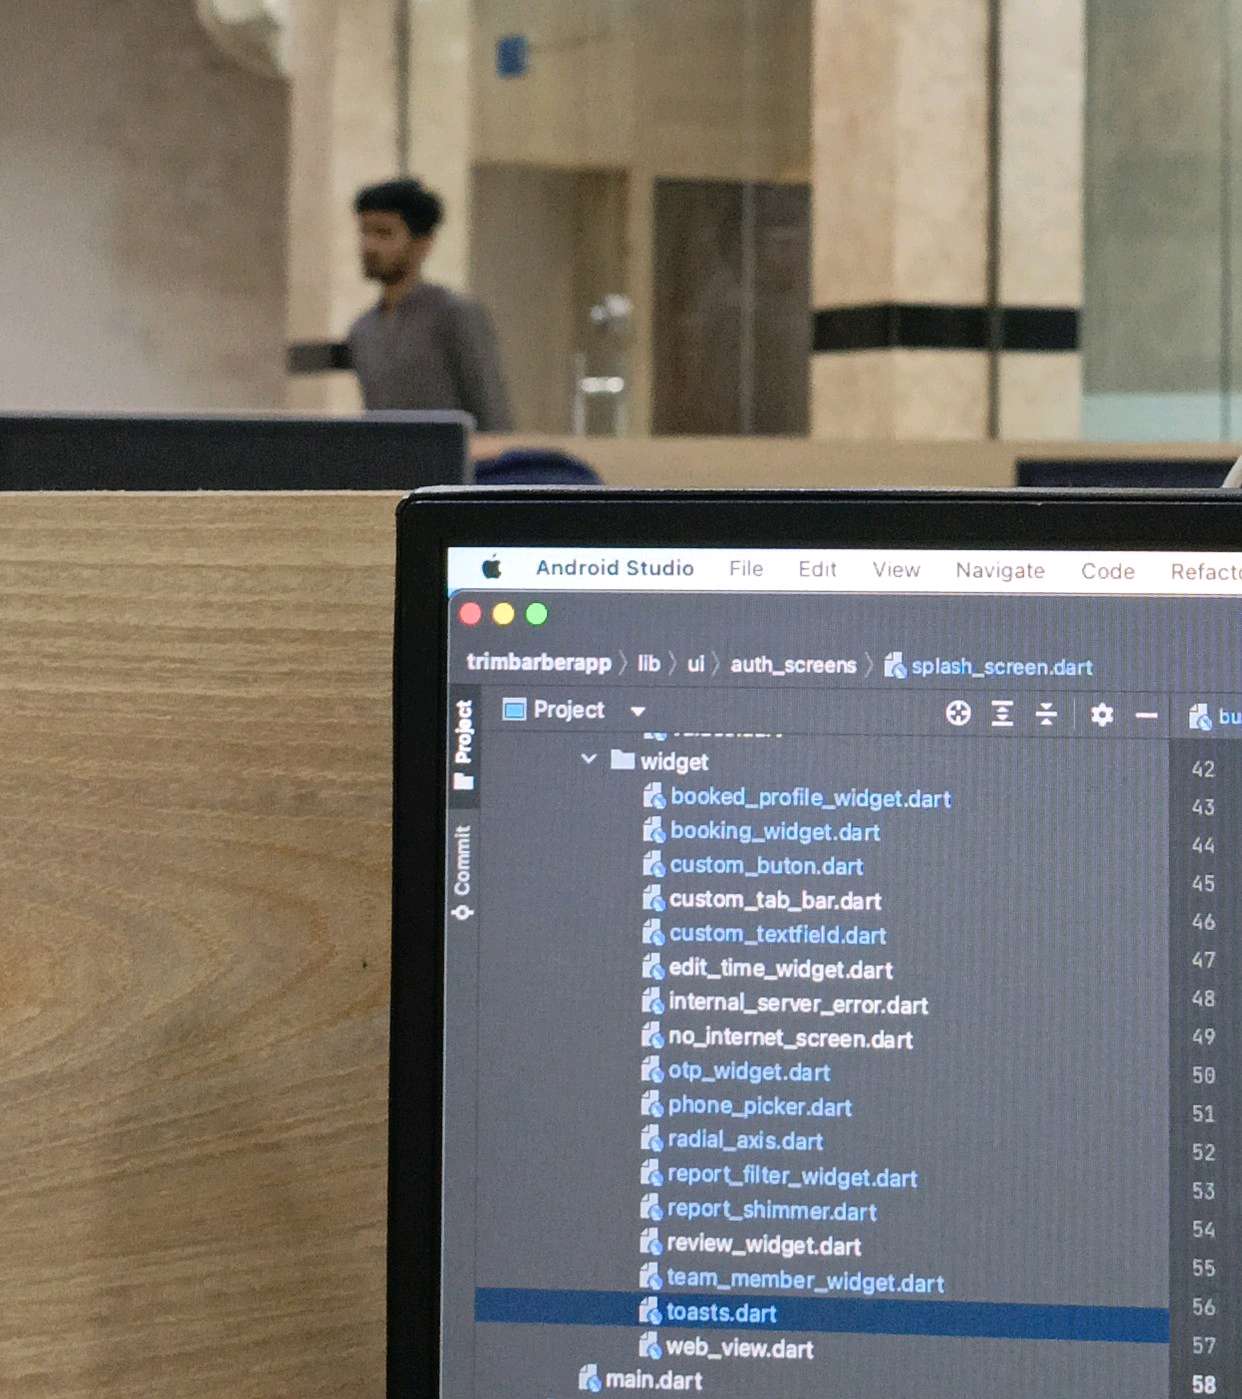 Android Studio File Edit View Navigate Code
trimbarberapp lib ui auth_screens splash_screen.dart
Project
Project
Commit
widget
booked_profile_widget.dart
booking_widget.dart
custom_buton.dart
custom_tab_bar.dart
custom_textfield.dart
edit_time_widget.dart
internal_server_error.dart
no_internet_screen.dart
otp_widget.dart
phone_picker.dart
radial_axis.dart
report_filter_widget.dart
report_shimmer.dart
review_widget.dart
team_member_widget.dart
toasts.dart
web_view.dart
main.dart
bu
42
43
44
45
46
47
48
49
50
51
52
53
54
55
56
57
58